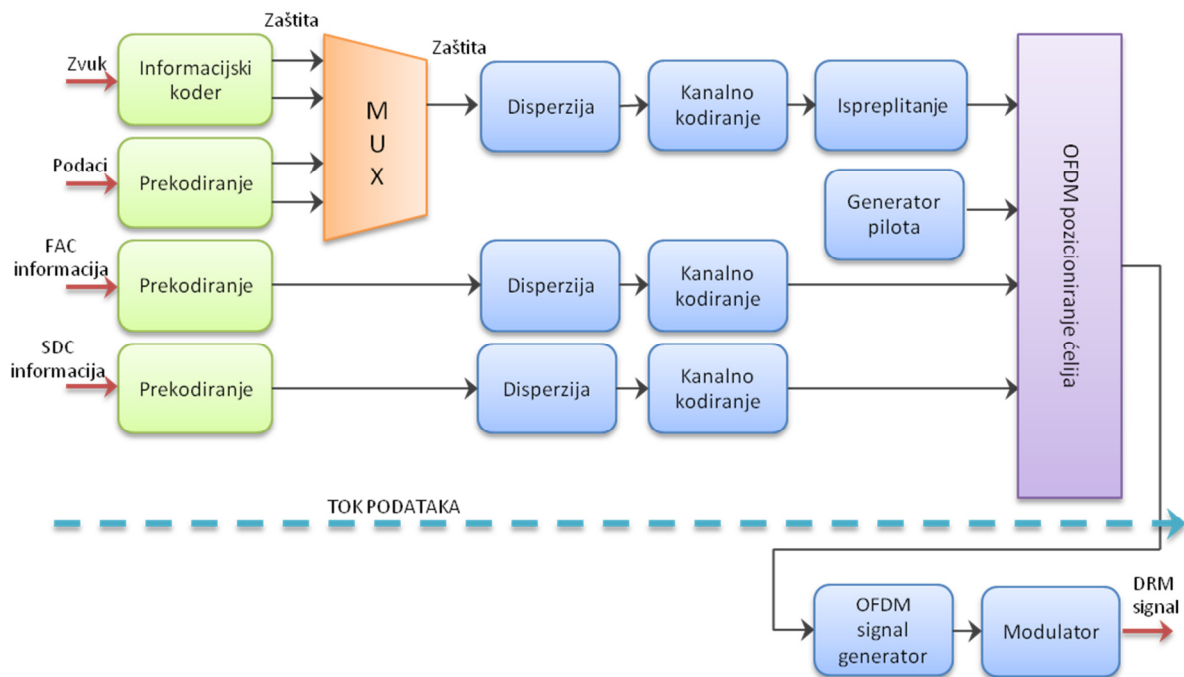 Zaštita
Zvuk
Informacijski
koder
M
U
X
Zaštita
Disperzija
Kanalno
kodiranje
Ispreplitanje
OFDM pozicioniranje ćelija
Podaci
Prekodiranje
Generator
pilota
FAC
informacija
Prekodiranje
Disperzija
Kanalno
kodiranje
SDC
informacija
Prekodiranje
Disperzija
Kanalno
kodiranje
TOK PODATAKA
OFDM
signal
generator
Modulator
DRM
signal